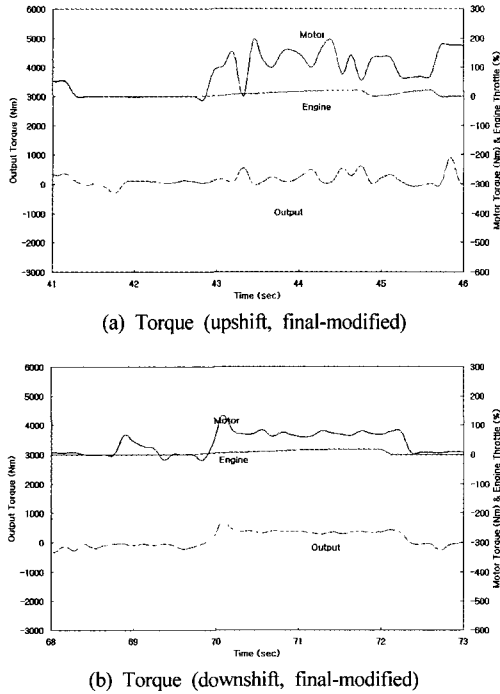 6000
5000
4000
3000
2000
1000
0
-1000
-2000
-3000
Output Torque (Nm)
300
200
100
0
-100
-200
-300
-400
-500
-600
Motor Torque (Nm) & Engine Throttle (%)
Motor
Engine
Output
41 42 43 44 45 46
Time (sec)
(a) Torque (upshift, final-modified)
6000
5000
4000
3000
2000
1000
0
-1000
-2000
-3000
Output Torque (Nm)
300
200
100
0
-100
-200
-300
-400
-500
-600
Motor Torque (Nm) & Engine Throttle (%)
Motor
Engine
Output
68 69 70 71 72 73
Time (sec)
(b) Torque (downshift, final-modified)